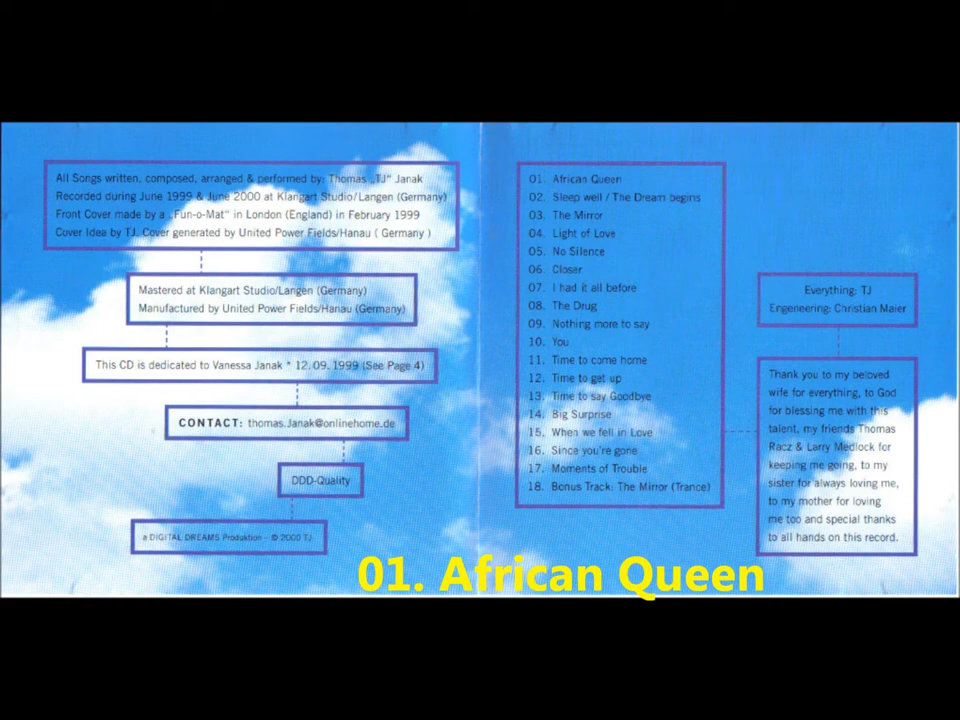 All Songs written, composed, arranged & performed by: Thomas „TJ" Janak
Recorded during June 1999 & June 2000 at Klangart Studio/Langen (Germany)
Front Cover made by a „Fun-o-Mat" in London (England) in February 1999
Cover Idea by TJ. Cover generated by United Power Fields/Hanau ( Germany )
Mastered at Klangart Studio/Langen (Germany)
Manufactured by United Power Fields/Hanau (Germany)
This CD is dedicated to Vanessa Janak * 12.09.1999 (See Page 4)
CONTACT: thomas.Janak@onlinehome.de
DDD-Quality
a DIGITAL DREAMS Produktion - © 2000 TJ
01. African Queen
02. Sleep well / The Dream begins
03. The Mirror
04. Light of Love
05. No Silence
06. Closer
07. I had it all before
08. The Drug
09. Nothing more to say
10. You
11. Time to come home
12. Time to get up
13. Time to say Goodbye
14. Big Surprise
15. When we fell in Love
16. Since you're gone
17. Moments of Trouble
18. Bonus Track: The Mirror (Trance)
Everything: TJ
Engeneering: Christian Maier
Thank you to my beloved
wife for everything, to God
for blessing me with this
talent, my friends Thomas
Racz & Larry Medlock for
keeping me going, to my
sister for always loving me,
to my mother for loving
me too and special thanks
to all hands on this record.
01. African Queen